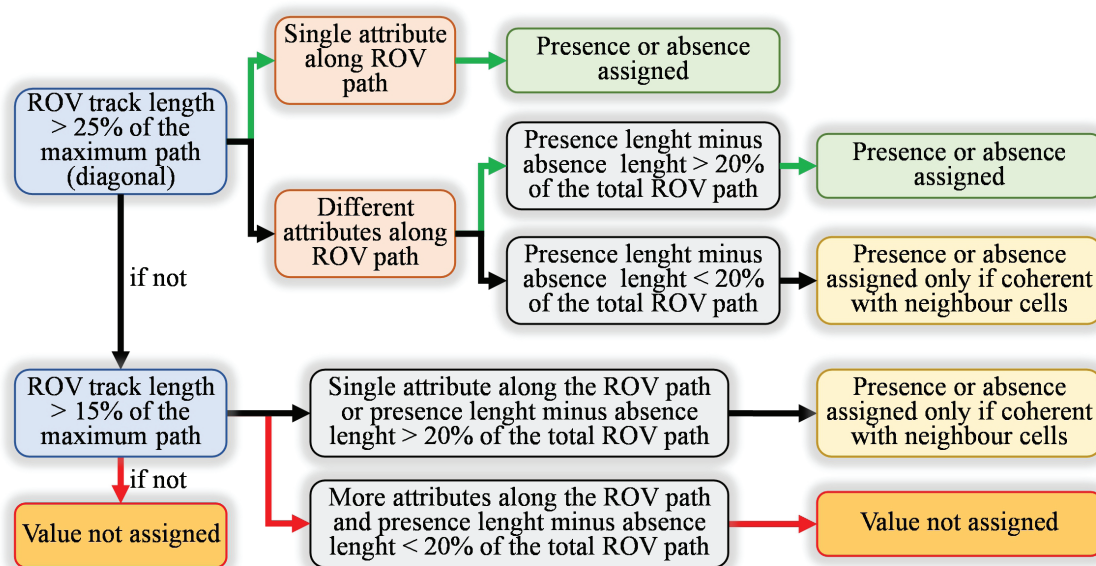 Single attribute
along ROV
path
Presence or absence
assigned
ROV track length
> 25% of the
maximum path
(diagonal)
Presence lenght minus
absence  lenght > 20%
of the total ROV path
Presence or absence
assigned
Different
attributes along
ROV path
Presence lenght minus
absence  lenght < 20%
of the total ROV path
Presence or absence
assigned only if coherent
with neighbour cells
if not
ROV track length
> 15% of the
maximum path
Single attribute along the ROV path
or presence lenght minus absence
lenght > 20% of the total ROV path
Presence or absence
assigned only if coherent
with neighbour cells
if not
Value not assigned
More attributes along the ROV path
and presence lenght minus absence
lenght < 20% of the total ROV path
Value not assigned